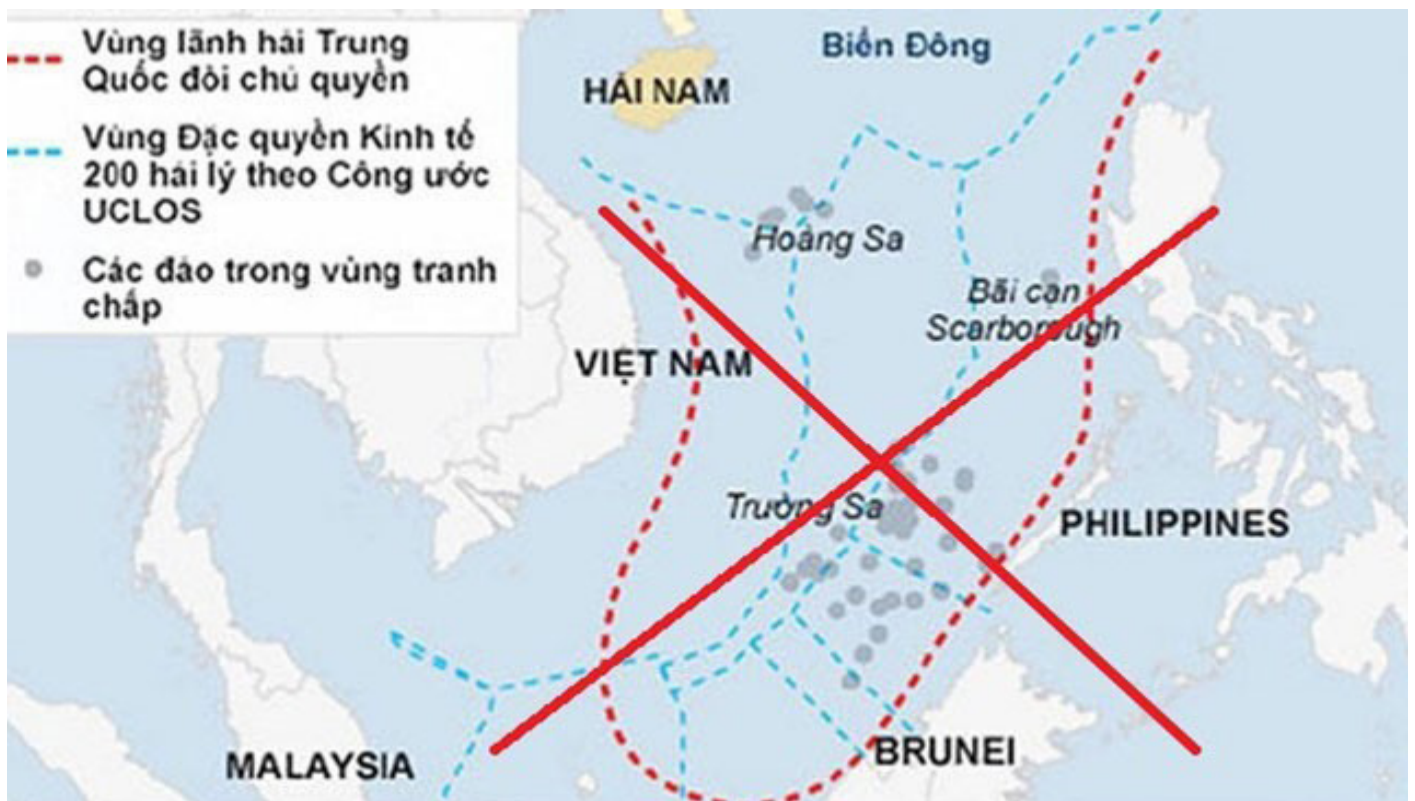 Vùng lãnh hải Trung
Quốc đòi chủ quyền
Vùng Đặc quyền Kinh tế
200 hải lý theo Công ước
UCLOS
Các đảo trong vùng tranh
chấp
Biển Đông
HẢI NAM
Hoàng Sa
Bãi cạn
Scarborough
VIỆT NAM
Trường Sa
PHILIPPINES
BRUNEI
MALAYSIA